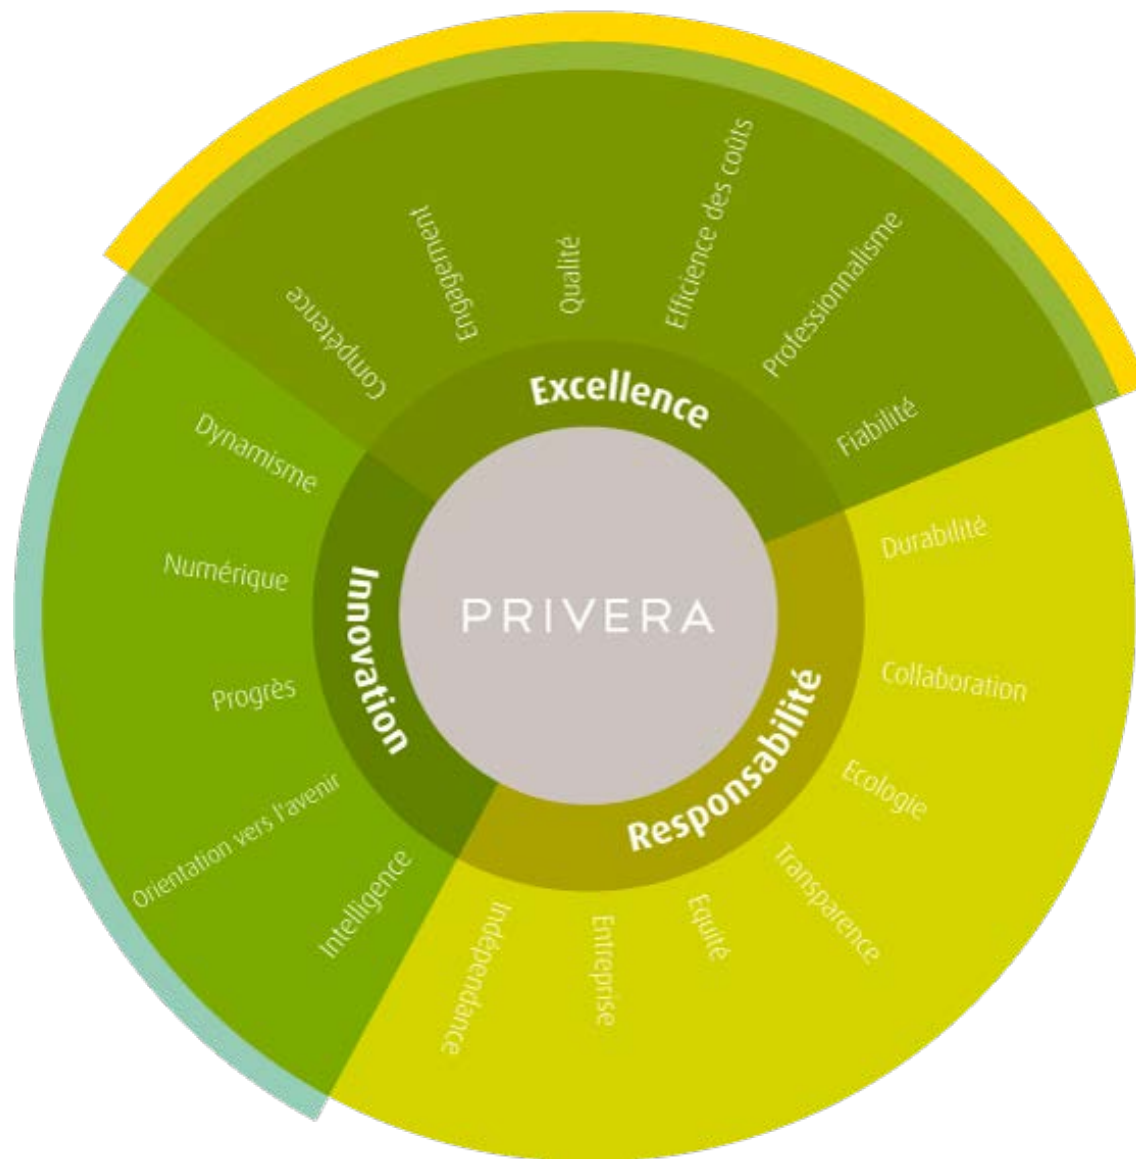 PRIVERA
Excellence
Compétence
Engagement
Qualité
Efficience des coûts
Professionnalisme
Fiabilité
Responsabilité
Durabilité
Collaboration
Ecologie
Transparence
Equité
Entreprise
Indépendance
Innovation
Intelligence
Orientation vers l'avenir
Progrès
Numérique
Dynamisme